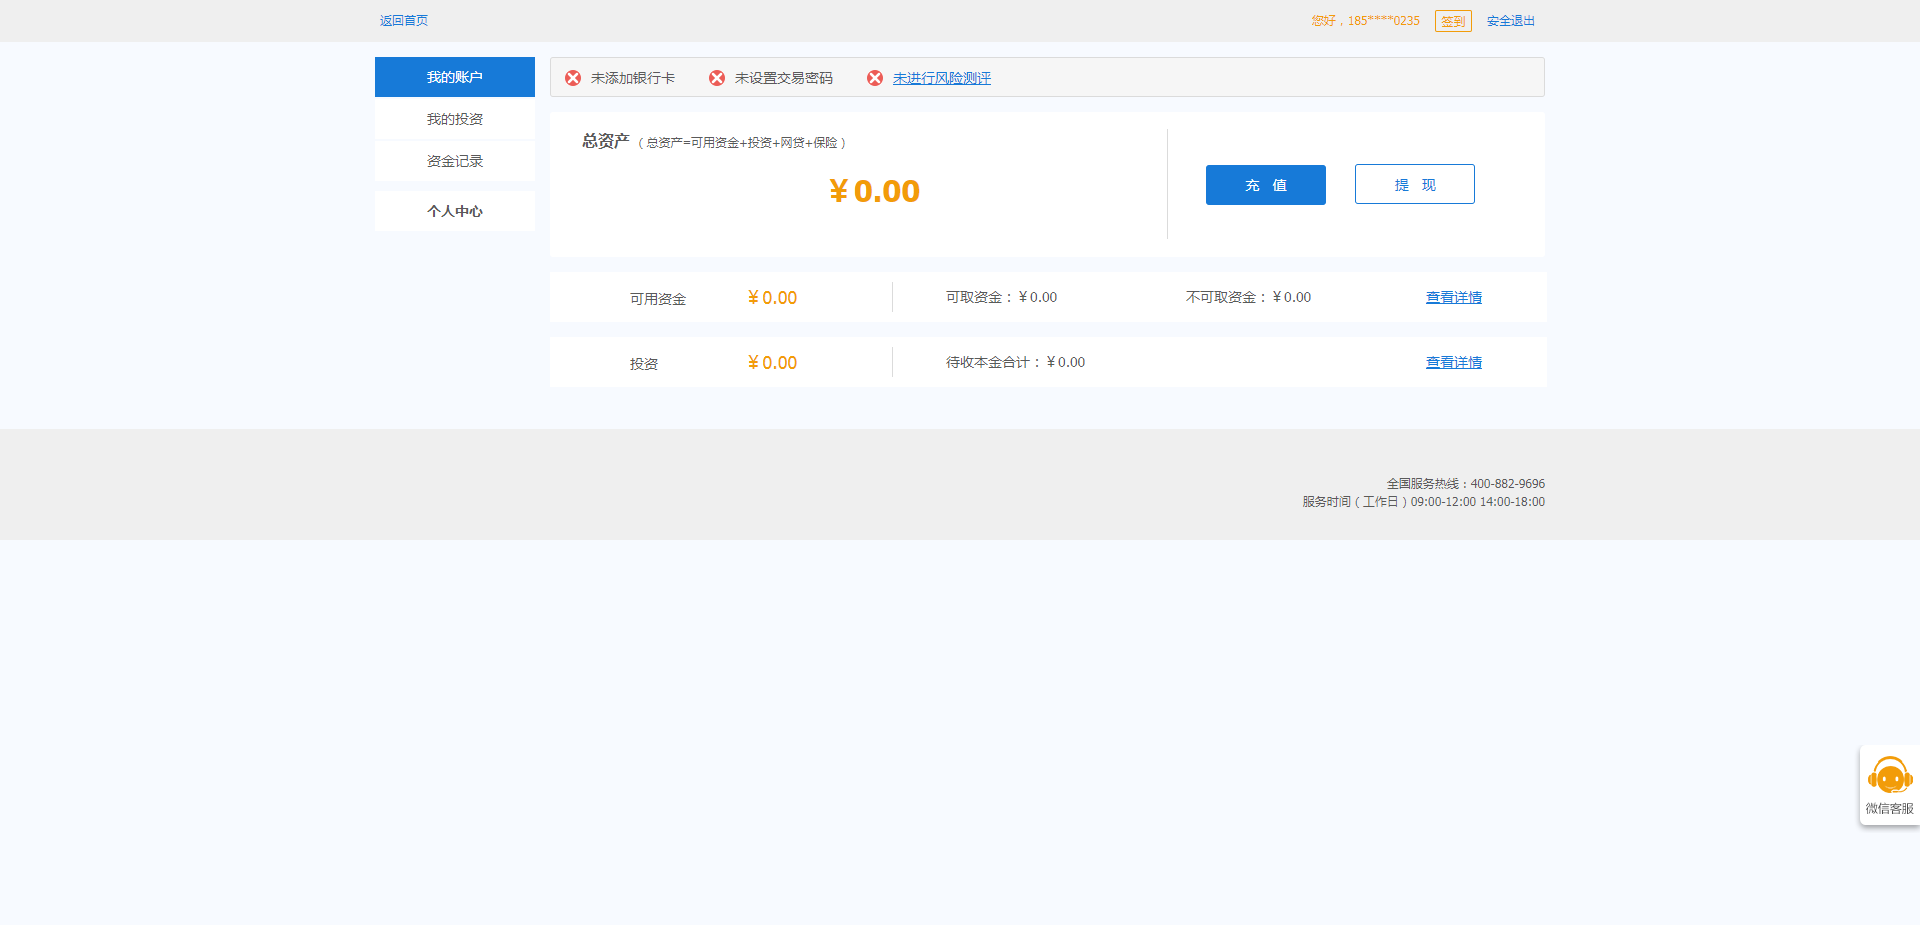 返回首页
您好，185****0235 签到 安全退出
我的账户
我的投资
资金记录
个人中心
未添加银行卡 未设置交易密码 未进行风险测评
总资产（总资产=可用资金+投资+网贷+保险）
¥0.00
充 值 提 现
可用资金 ¥0.00 可取资金：¥0.00 不可取资金：¥0.00 查看详情
投资 ¥0.00 待收本金合计：¥0.00 查看详情
全国服务热线：400-882-9696
服务时间（工作日）09:00-12:00 14:00-18:00
微信客服